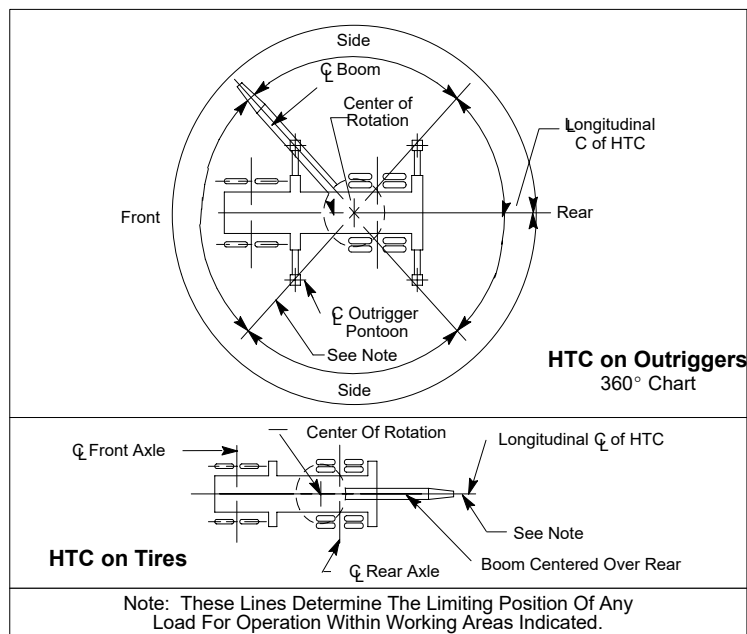 Side
℄ Boom
Center of
Rotation
Longitudinal
℄ of HTC
Front
Rear
℄ Outrigger
Pontoon
See Note
HTC on Outriggers
360° Chart
Side
℄ Front Axle
Center Of Rotation
Longitudinal ℄ of HTC
See Note
HTC on Tires
Boom Centered Over Rear
℄ Rear Axle
Note: These Lines Determine The Limiting Position Of Any
Load For Operation Within Working Areas Indicated.